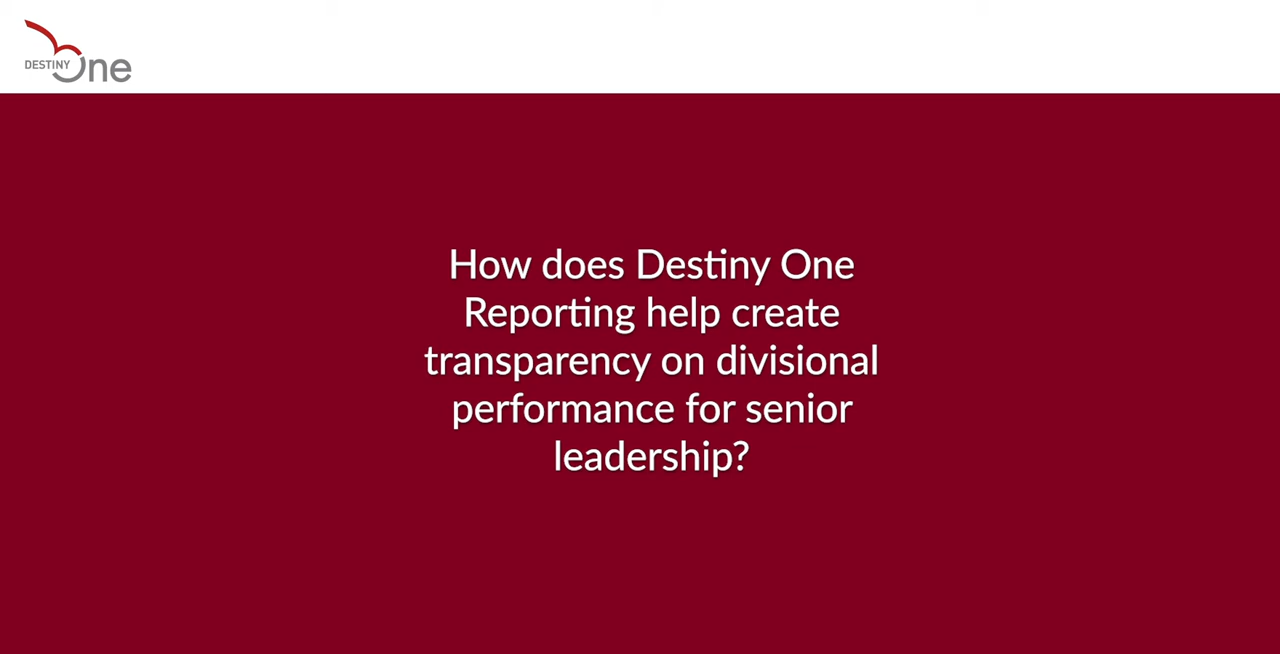 DESTINY One
How does Destiny One
Reporting help create
transparency on divisional
performance for senior
leadership?